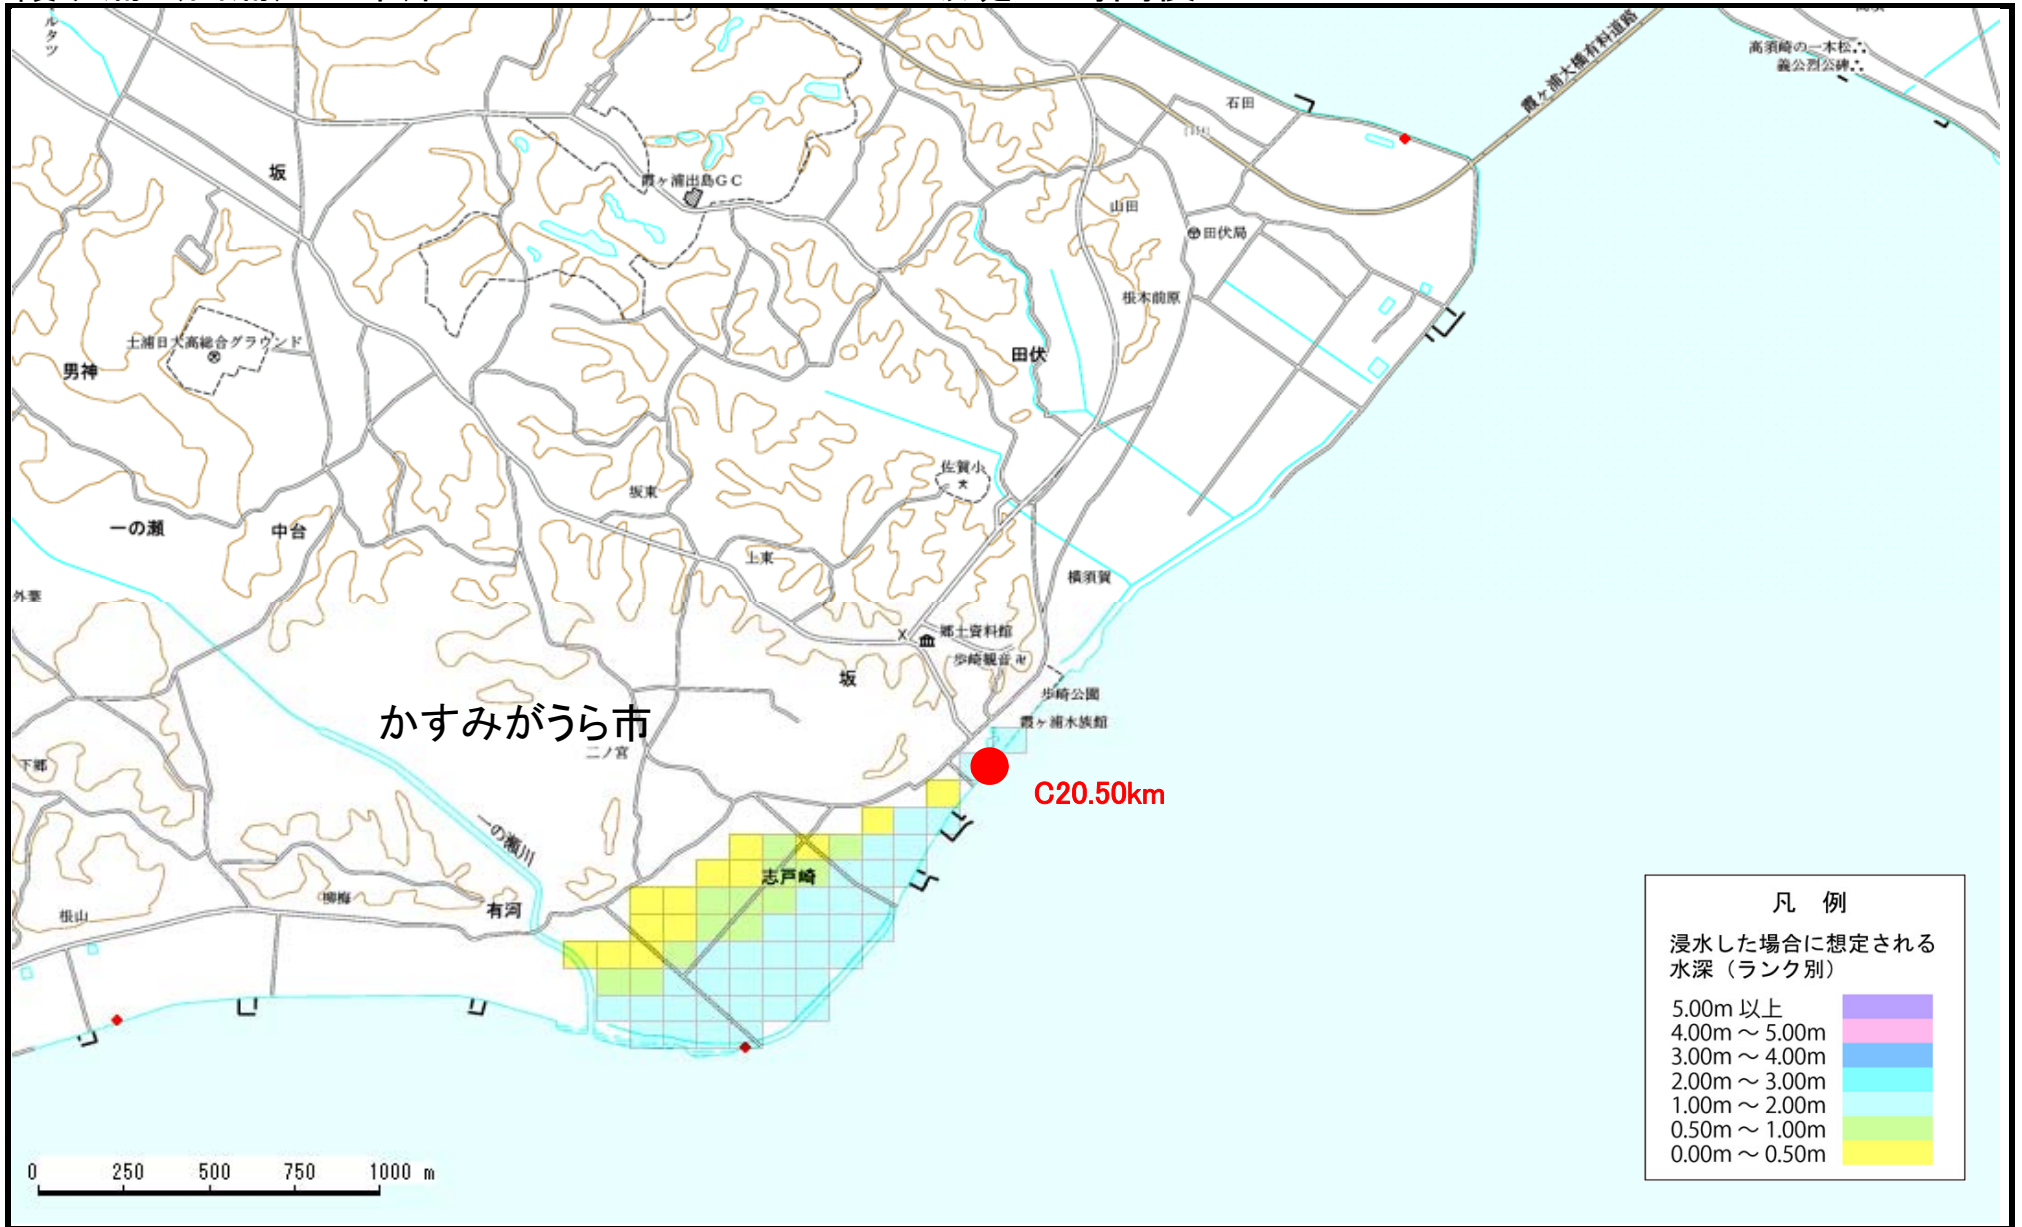 高須崎の一本松
義公烈公碑
霞ヶ浦大橋有料道路
石田
坂
霞ヶ浦出島GC
山田
田伏局
根木前原
土浦日大高総合グラウンド
男神
田伏
佐賀小
坂東
一の瀬
中台
上東
横須賀
郷土資料館
歩崎観音
坂
歩崎公園
かすみがうら市
霞ヶ浦水族館
二ノ宮
下郷
C20.50km
一の瀬川
志戸崎
柳梅
有河
根山
凡 例
浸水した場合に想定される
水深（ランク別）
5.00m 以上
4.00m ～ 5.00m
3.00m ～ 4.00m
2.00m ～ 3.00m
1.00m ～ 2.00m
0.50m ～ 1.00m
0.00m ～ 0.50m
0 250 500 750 1000 m